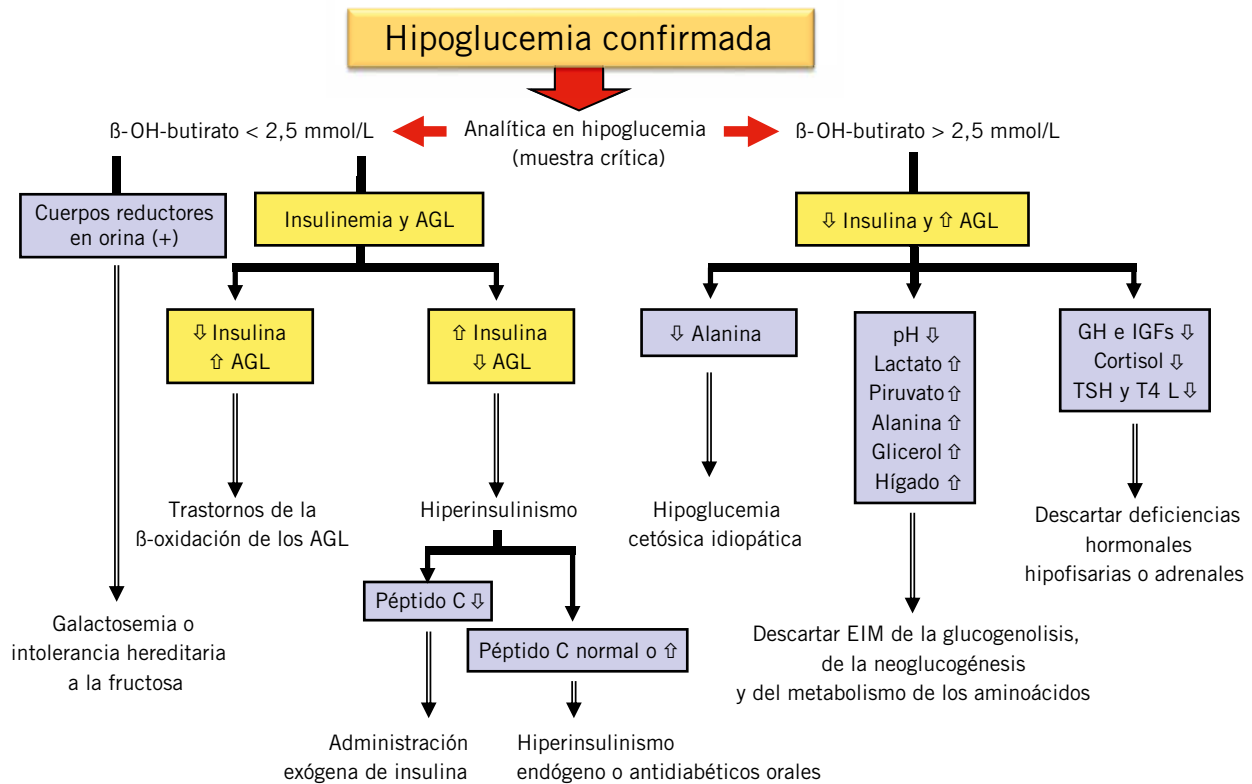 Hipoglucemia confirmada
ß-OH-butirato < 2,5 mmol/L
Analítica en hipoglucemia
(muestra crítica)
ß-OH-butirato > 2,5 mmol/L
Cuerpos reductores
en orina (+)
Insulinemia y AGL
⇩ Insulina y ⇧ AGL
⇩ Insulina
⇧ AGL
⇧ Insulina
⇩ AGL
⇩ Alanina
pH ⇩
Lactato ⇧
Piruvato ⇧
Alanina ⇧
Glicerol ⇧
Hígado ⇧
GH e IGFs ⇩
Cortisol ⇩
TSH y T4 L ⇩
Trastornos de la
ß-oxidación de los AGL
Hiperinsulinismo
Hipoglucemia
cetósica idiopática
Descartar deficiencias
hormonales
hipofisarias o adrenales
Péptido C ⇩
Péptido C normal o ⇧
Galactosemia o
intolerancia hereditaria
a la fructosa
Descartar EIM de la glucogenolisis,
de la neoglucogénesis
y del metabolismo de los aminoácidos
Administración
exógena de insulina
Hiperinsulinismo
endógeno o antidiabéticos orales